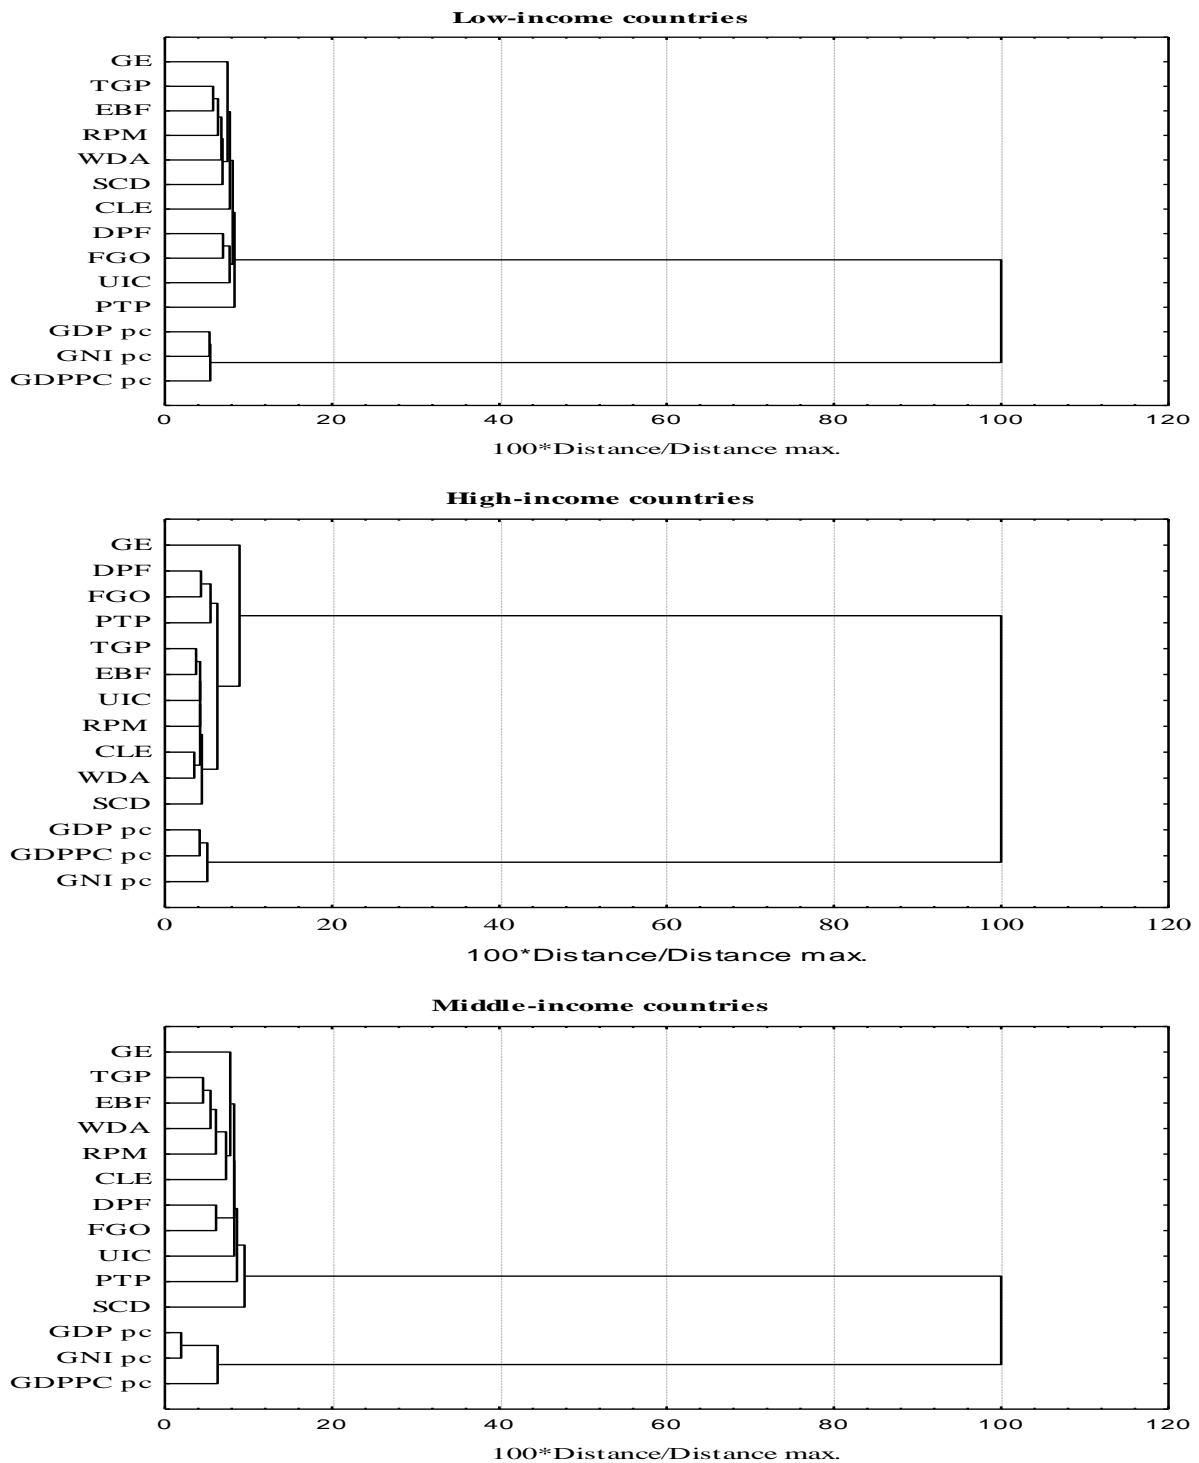 Low-income countries
GE
TGP
EBF
RPM
WDA
SCD
CLE
DPF
FGO
UIC
PTP
GDP pc
GNI pc
GDPPC pc
0 20 40 60 80 100 120
100*Distance/Distance max.
High-income countries
GE
DPF
FGO
PTP
TGP
EBF
UIC
RPM
CLE
WDA
SCD
GDP pc
GDPPC pc
GNI pc
0 20 40 60 80 100 120
100*Distance/Distance max.
Middle-income countries
GE
TGP
EBF
WDA
RPM
CLE
DPF
FGO
UIC
PTP
SCD
GDP pc
GNI pc
GDPPC pc
0 20 40 60 80 100 120
100*Distance/Distance max.